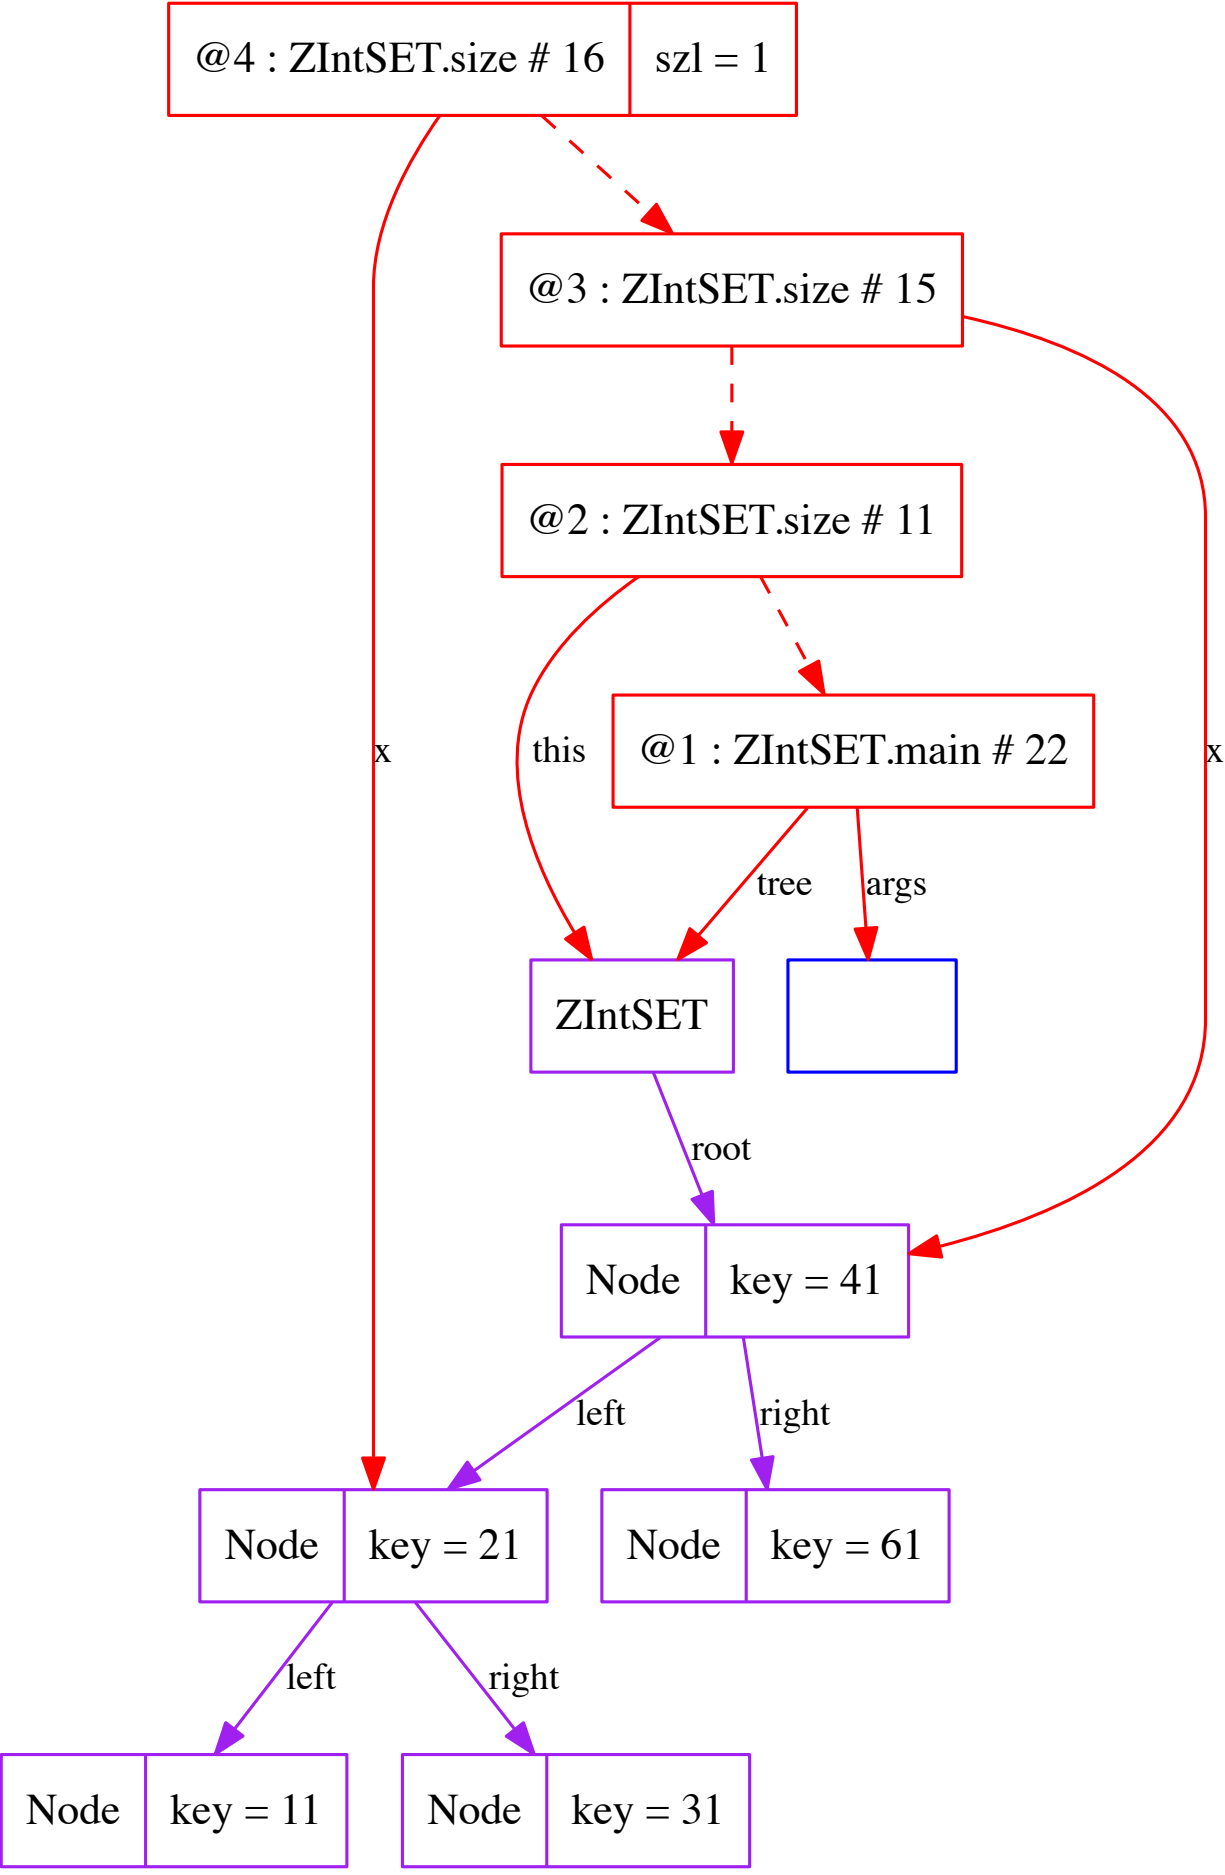 @4 : ZIntSET.size # 16 szl = 1
@3 : ZIntSET.size # 15
@2 : ZIntSET.size # 11
x
this
@1 : ZIntSET.main # 22
x
tree
args
ZIntSET
root
Node key = 41
left
right
Node key = 21
Node key = 61
left
right
Node key = 11
Node key = 31